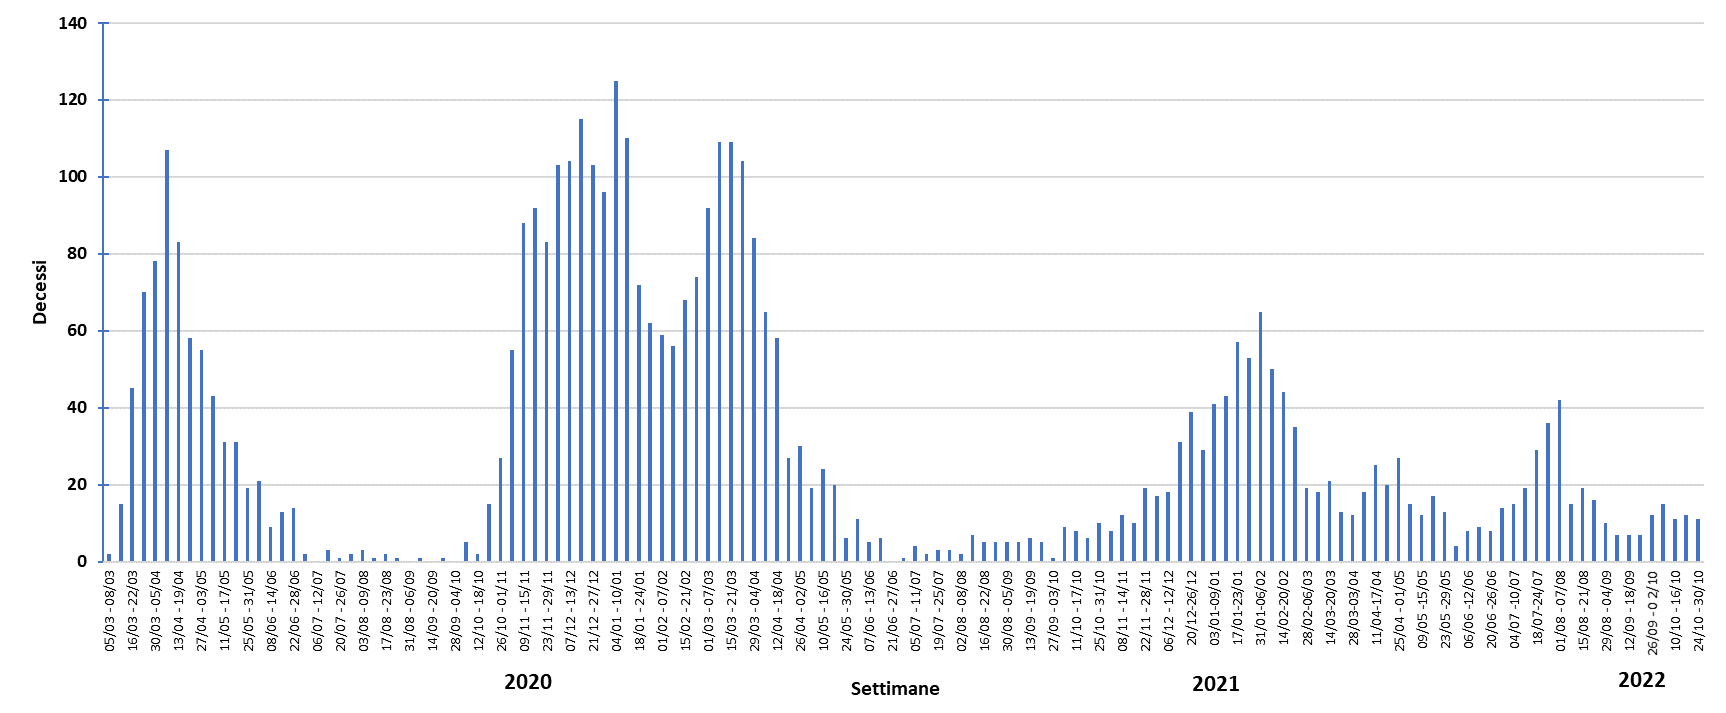 140
120
100
80
60
40
20
0
Decessi
05/03 - 08/03
16/03 - 22/03
30/03 - 05/04
13/04 - 19/04
27/04 - 03/05
11/05 - 17/05
25/05 - 31/05
08/06 - 14/06
22/06 - 28/06
06/07 - 12/07
20/07 - 26/07
03/08 - 09/08
17/08 - 23/08
31/08 - 06/09
14/09 - 20/09
28/09 - 04/10
12/10 - 18/10
26/10 - 01/11
09/11 - 15/11
23/11 - 29/11
07/12 - 13/12
21/12 - 27/12
04/01 - 10/01
18/01 - 24/01
01/02 - 07/02
15/02 - 21/02
01/03 - 07/03
15/03 - 21/03
29/03 - 04/04
12/04 - 18/04
26/04 - 02/05
10/05 - 16/05
24/05 - 30/05
07/06 - 13/06
21/06 - 27/06
05/07 - 11/07
19/07 - 25/07
02/08 - 08/08
16/08 - 22/08
30/08 - 05/09
13/09 - 19/09
27/09 - 03/10
11/10 - 17/10
25/10 - 31/10
08/11 - 14/11
22/11 - 28/11
06/12 - 12/12
20/12-26/12
03/01-09/01
17/01-23/01
31/01-06/02
14/02-20/02
28/02-06/03
14/03-20/03
28/03-03/04
11/04-17/04
25/04 - 01/05
09/05 -15/05
23/05 -29/05
06/06 -12/06
20/06 -26/06
04/07 -10/07
18/07-24/07
01/08 - 07/08
15/08 - 21/08
29/08 - 04/09
12/09 - 18/09
26/09 -0 2/10
10/10 - 16/10
24/10 - 30/10
2020
2021
2022
Settimane